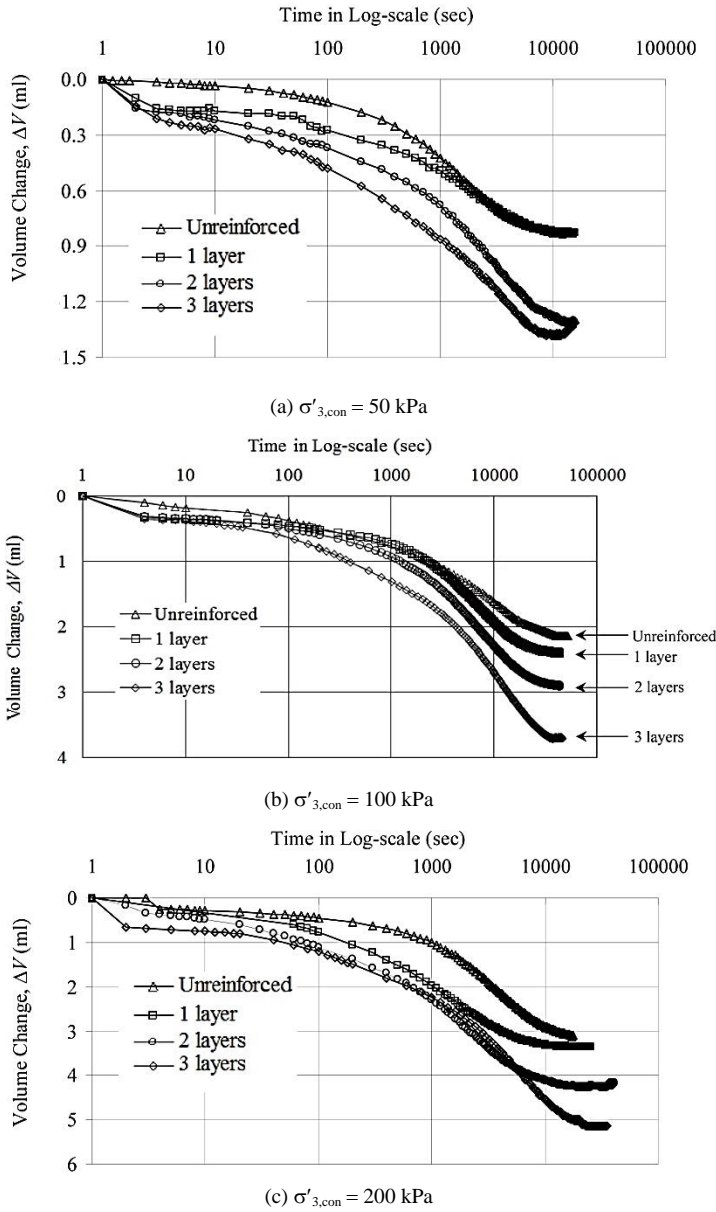 Time in Log-scale (sec)
1 10 100 1000 10000 100000
Volume Change, ΔV (ml)
0.0
0.3
0.6
0.9
1.2
1.5
Unreinforced
1 layer
2 layers
3 layers
(a) σ′3,con = 50 kPa
Time in Log-scale (sec)
1 10 100 1000 10000 100000
Volume Change, ΔV (ml)
0
1
2
3
4
Unreinforced
1 layer
2 layers
3 layers
Unreinforced
1 layer
2 layers
3 layers
(b) σ′3,con = 100 kPa
Time in Log-scale (sec)
1 10 100 1000 10000 100000
Volume Change, ΔV (ml)
0
1
2
3
4
5
6
Unreinforced
1 layer
2 layers
3 layers
(c) σ′3,con = 200 kPa